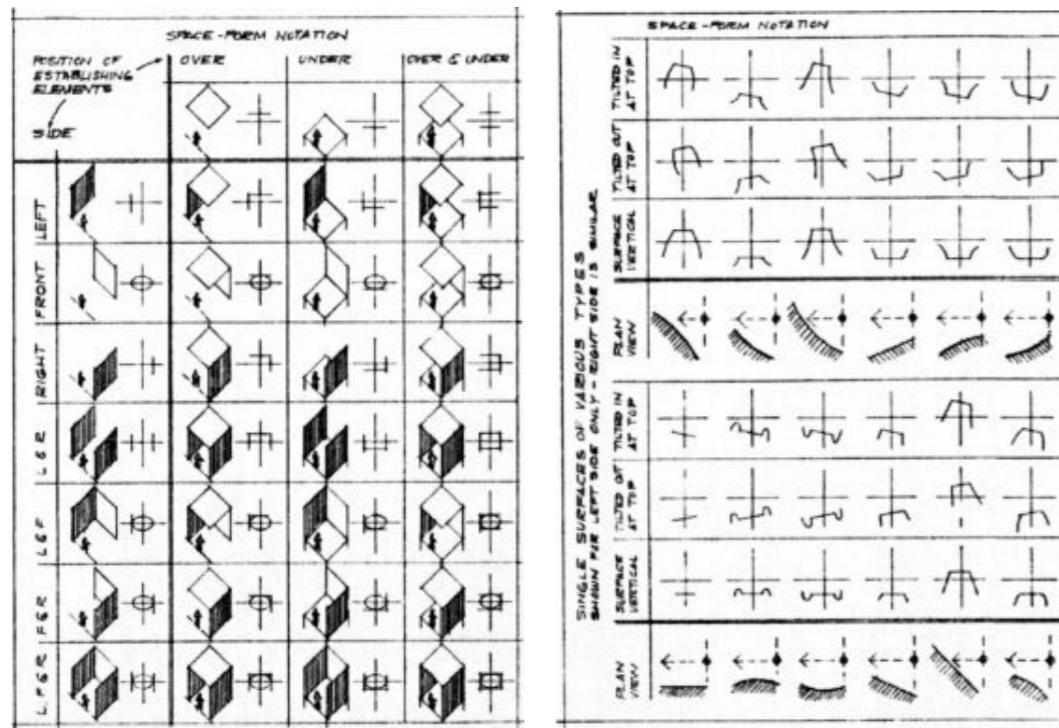 SPACE-FORM NOTATION
POSITION OF
ESTABLISHING
ELEMENTS
OVER
UNDER
OVER & UNDER
SIDE
LEFT
FRONT
RIGHT
L & R
L & F
F & R
L, F & R
SPACE-FORM NOTATION
SINGLE SURFACES OF VARIOUS TYPES
SHOWN FOR LEFT SIDE ONLY - RIGHT SIDE IS SIMILAR
TILTED IN
AT TOP
TILTED OUT
AT TOP
SURFACE
VERTICAL
PLAN
VIEW
TILTED IN
AT TOP
TILTED OUT
AT TOP
SURFACE
VERTICAL
PLAN
VIEW